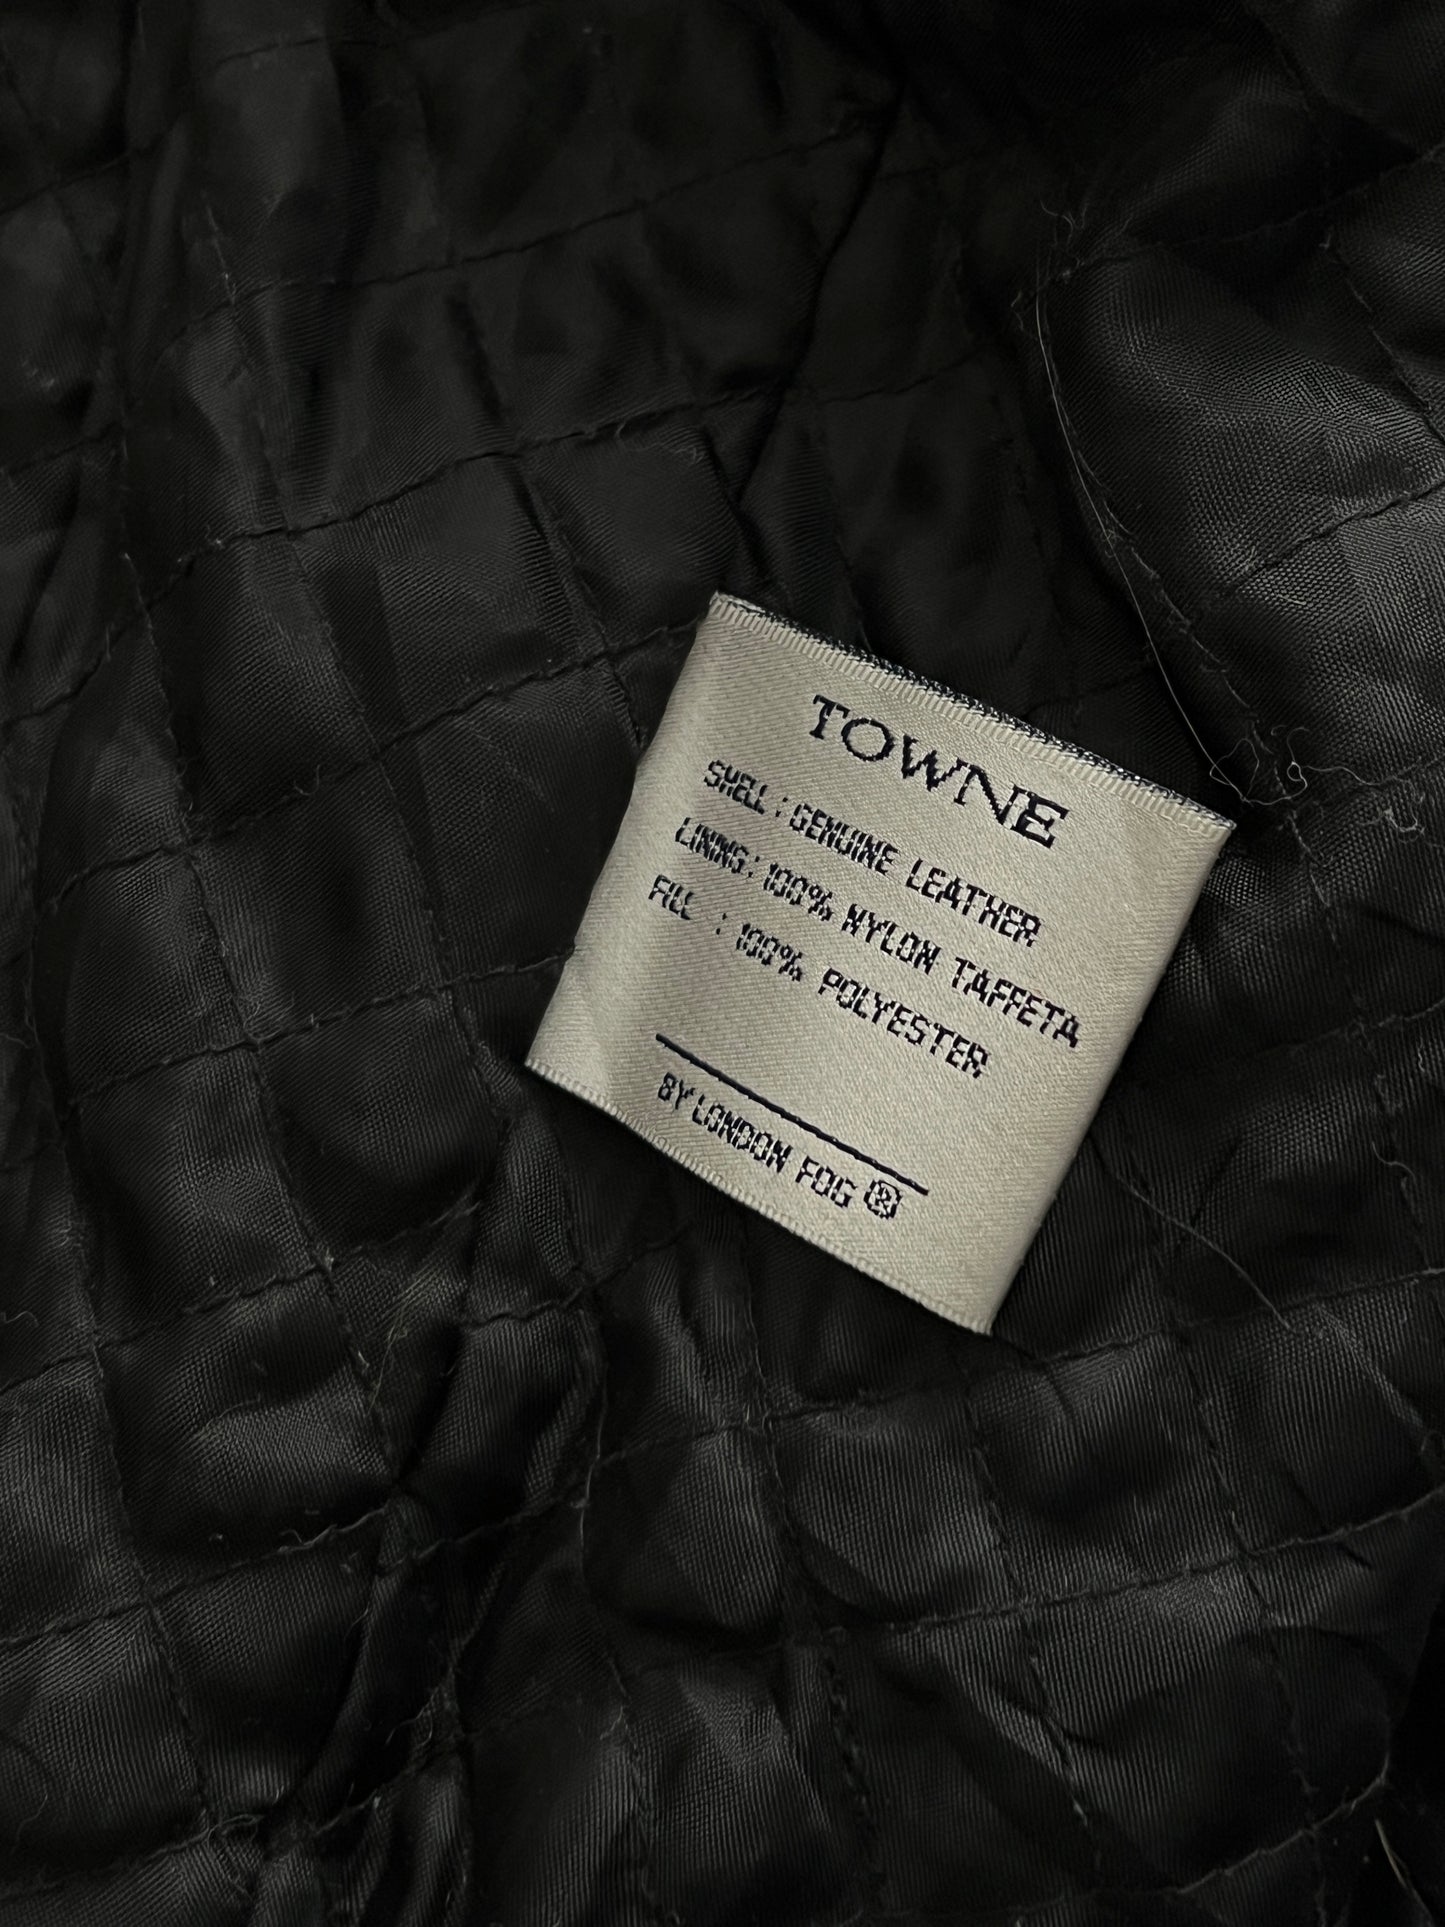 TOWNE
SHELL : GENUINE LEATHER
LINING : 100% NYLON TAFFETA
FILL : 100% POLYESTER
BY LONDON FOG ®